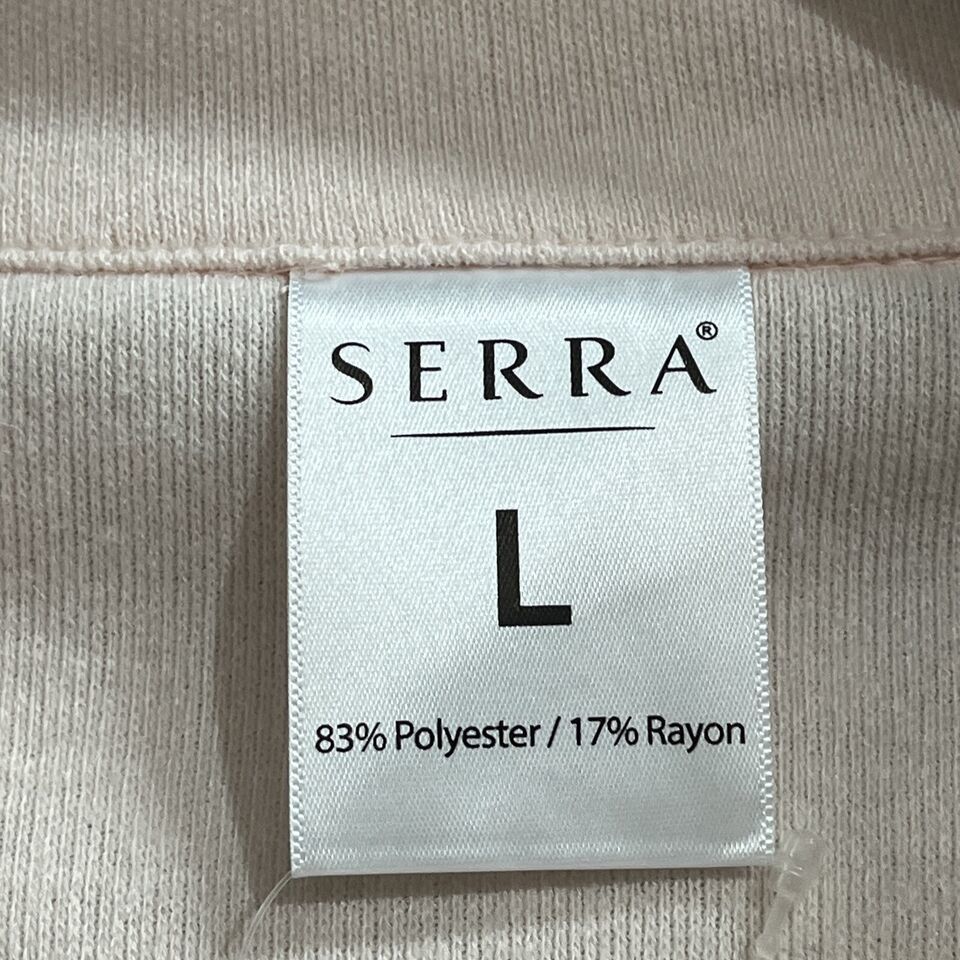 SERRA®
L
83% Polyester / 17% Rayon